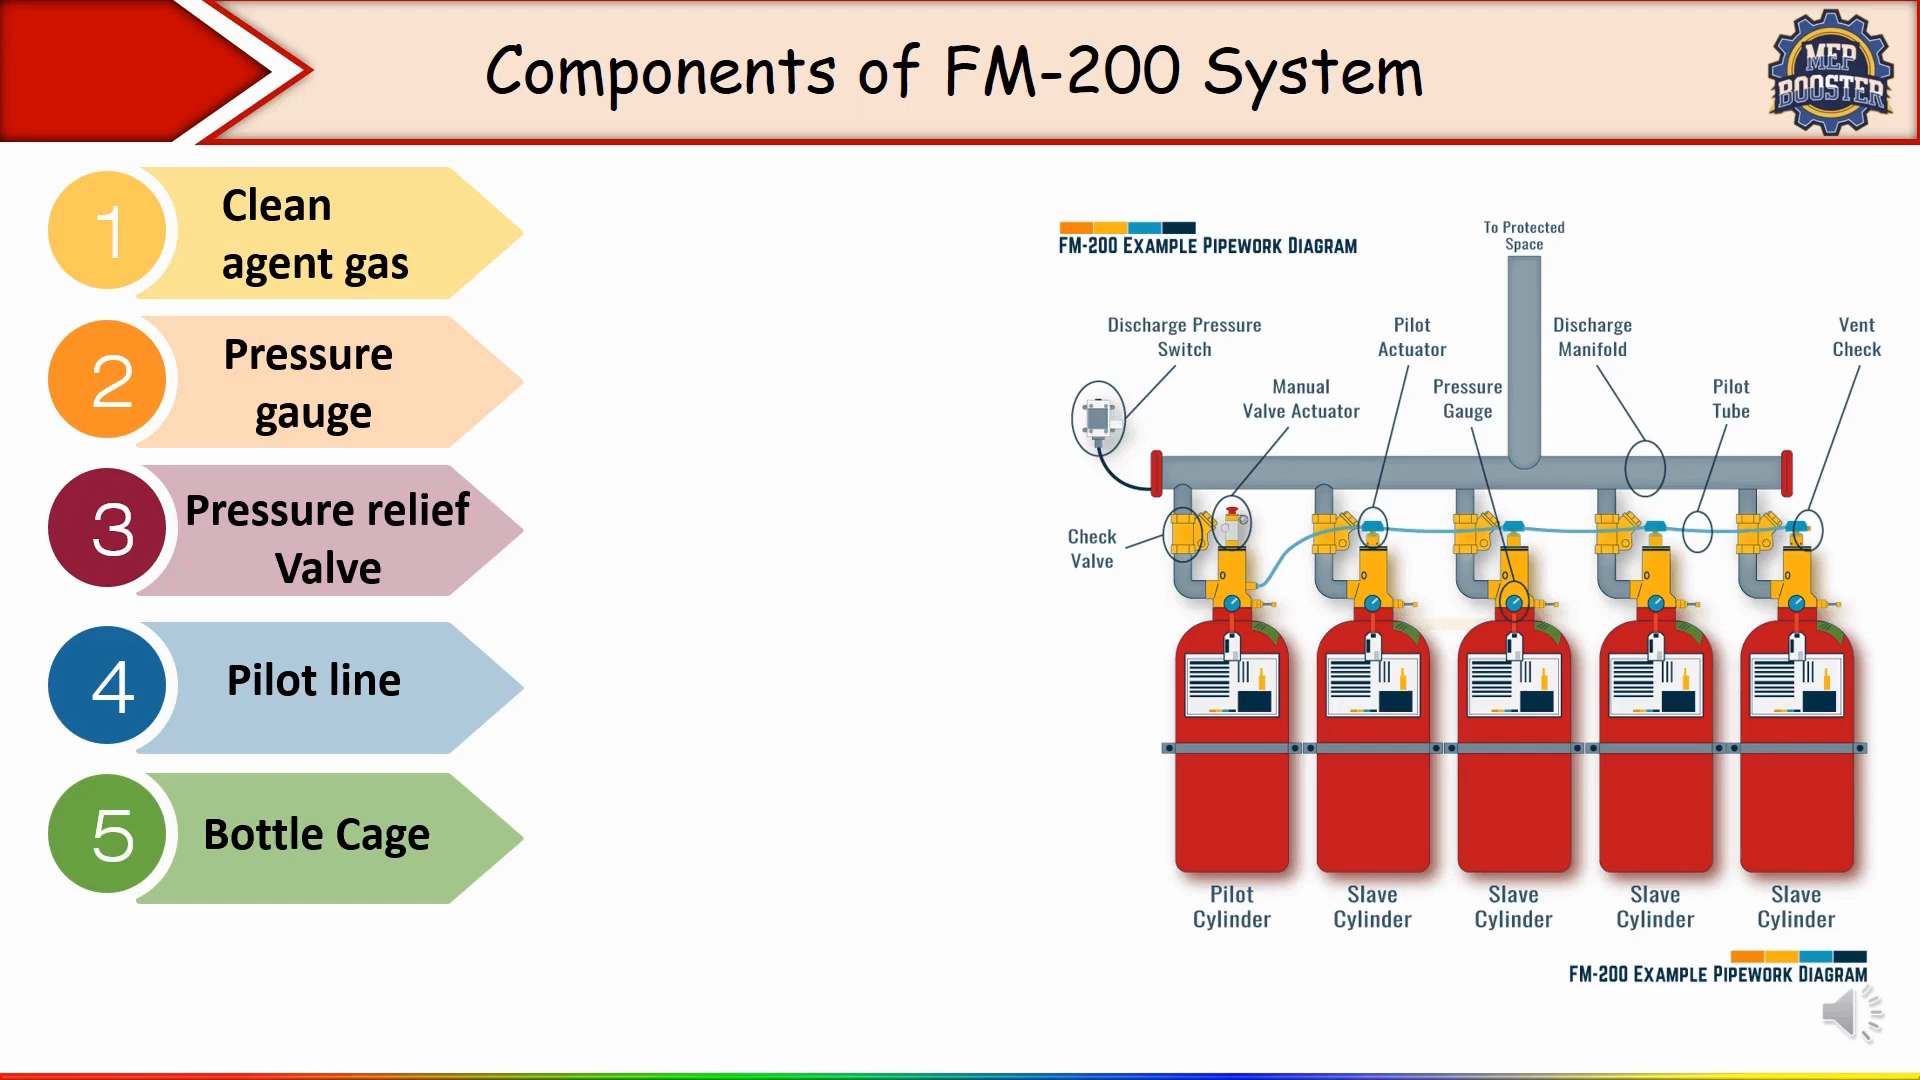 Components of FM-200 System
MEP
BOOSTER
1
Clean
agent gas
2
Pressure
gauge
3
Pressure relief
Valve
4
Pilot line
5
Bottle Cage
FM-200 Example Pipework Diagram
To Protected
Space
Discharge Pressure
Switch
Pilot
Actuator
Discharge
Manifold
Vent
Check
Manual
Valve Actuator
Pressure
Gauge
Pilot
Tube
Check
Valve
Pilot
Cylinder
Slave
Cylinder
Slave
Cylinder
Slave
Cylinder
Slave
Cylinder
FM-200 Example Pipework Diagram